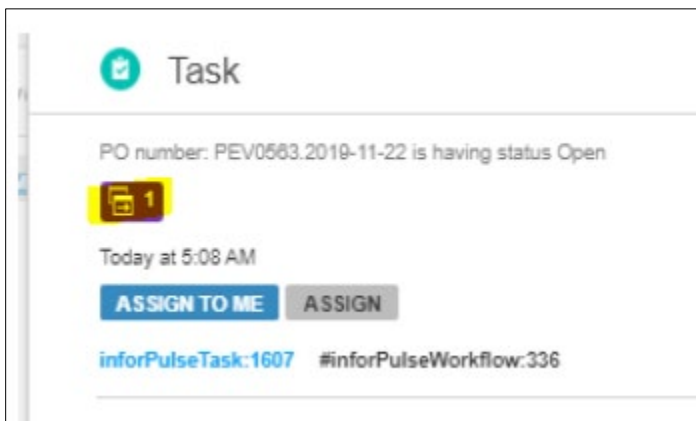 Task
PO number: PEV0563.2019-11-22 is having status Open
1
Today at 5:08 AM
ASSIGN TO ME ASSIGN
inforPulseTask:1607 #inforPulseWorkflow:336